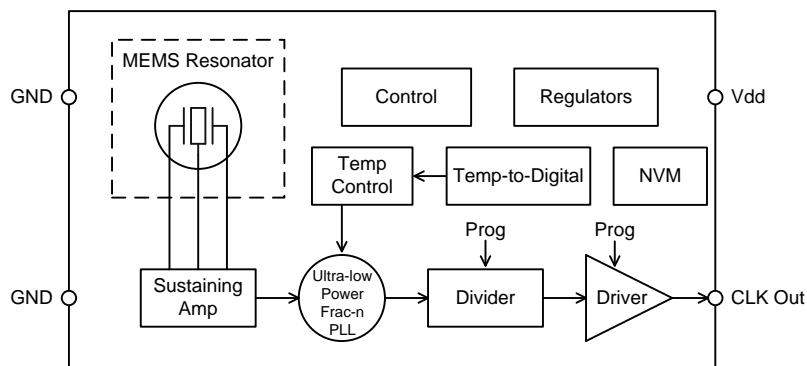 MEMS Resonator
GND
Control
Regulators
Vdd
Temp
Control
Temp-to-Digital
NVM
Prog
Prog
GND
Sustaining
Amp
Ultra-low
Power
Frac-n
PLL
Divider
Driver
CLK Out